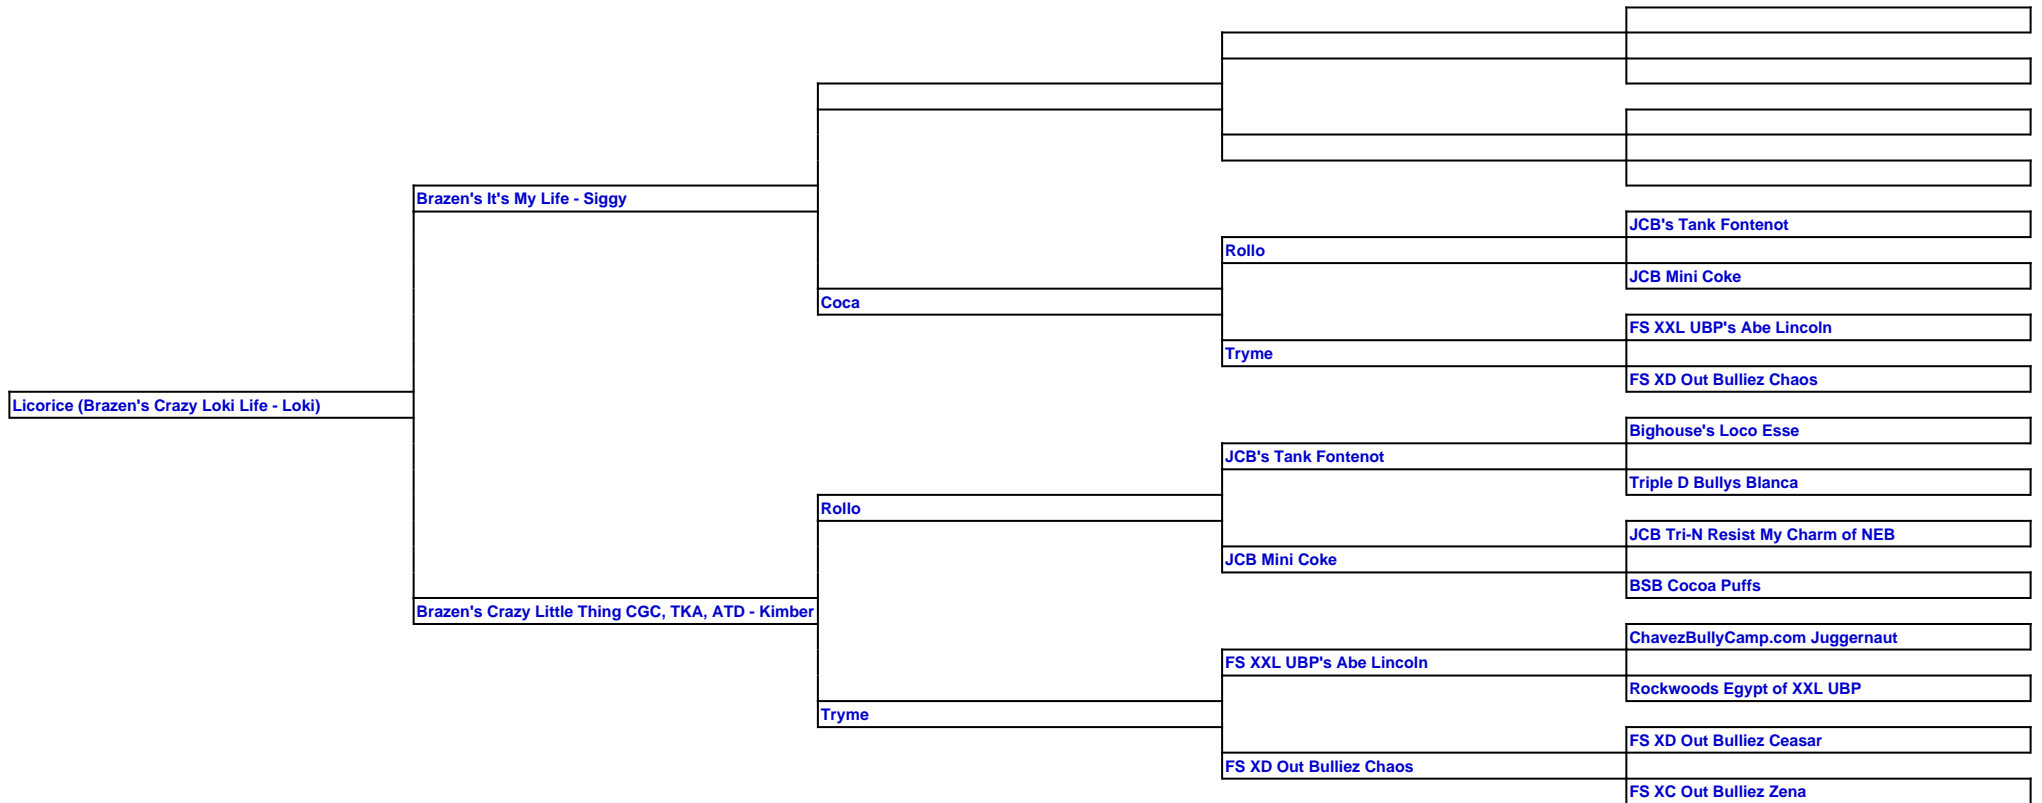 JCB's Tank Fontenot
Brazen's It's My Life - Siggy
Rollo
JCB Mini Coke
Coca
FS XXL UBP's Abe Lincoln
Tryme
FS XD Out Bulliez Chaos
Licorice (Brazen's Crazy Loki Life - Loki)
Bighouse's Loco Esse
JCB's Tank Fontenot
Triple D Bullys Blanca
Rollo
JCB Tri-N Resist My Charm of NEB
JCB Mini Coke
BSB Cocoa Puffs
Brazen's Crazy Little Thing CGC, TKA, ATD - Kimber
ChavezBullyCamp.com Juggernaut
FS XXL UBP's Abe Lincoln
Rockwoods Egypt of XXL UBP
Tryme
FS XD Out Bulliez Ceasar
FS XD Out Bulliez Chaos
FS XC Out Bulliez Zena